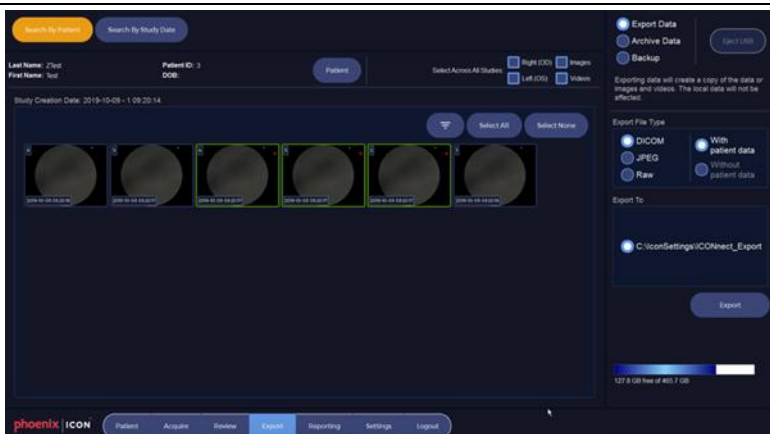 Search By Patient
Search By Study Date
Last Name: ZTest
First Name: Test
Patient ID: 3
DOB:
Patient
Select Across All Studies:
Right (OD)
Images
Left (OS)
Videos
Study Creation Date: 2019-10-09 - 1 09:20:14
Select All
Select None
Export Data
Archive Data
Backup
Eject USB
Exporting data will create a copy of the data or
images and videos. The local data will not be
affected.
Export File Type
DICOM
JPEG
Raw
With
patient data
Without
patient data
Export To
C:\IconSettings\ICONnect_Export
Export
127.8 GB free of 465.7 GB
phoenix | ICON
Patient
Acquire
Review
Export
Reporting
Settings
Logout